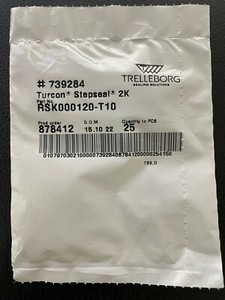 # 739284
TRELLEBORG
SEALING SOLUTIONS
Turcon® Stepseal® 2K
Part No.
RSK000120-T10
Prod order D.O.M Quantity in PCS
878412 15.10 22 25